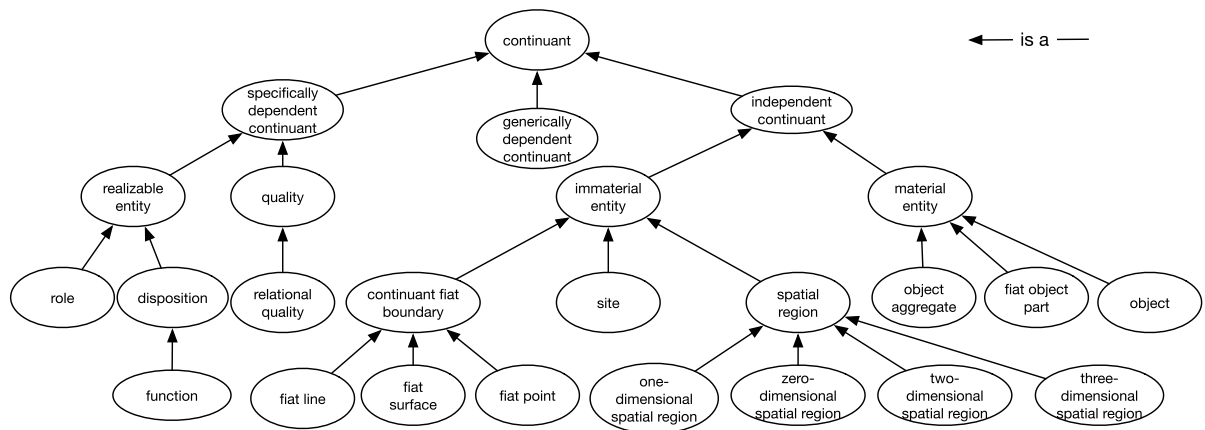 continuant
is a
specifically
dependent
continuant
generically
dependent
continuant
independent
continuant
realizable
entity
quality
immaterial
entity
material
entity
role
disposition
relational
quality
continuant fiat
boundary
site
spatial
region
object
aggregate
fiat object
part
object
function
fiat line
fiat
surface
fiat point
one-
dimensional
spatial region
zero-
dimensional
spatial region
two-
dimensional
spatial region
three-
dimensional
spatial region